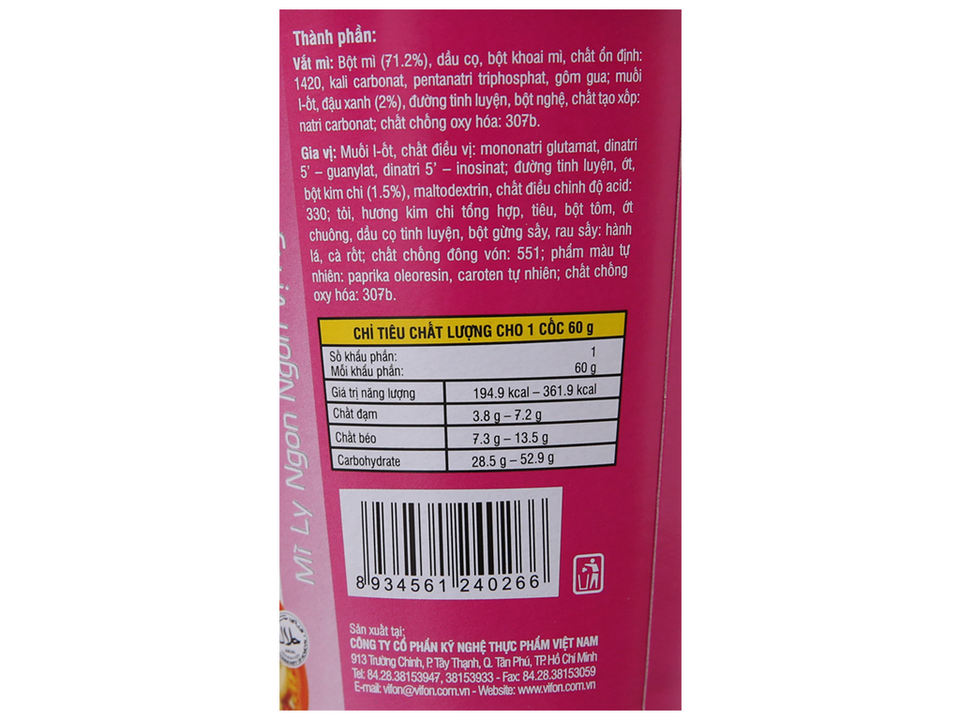 Thành phần:
Vắt mì: Bột mì (71.2%), dầu cọ, bột khoai mì, chất ổn định:
1420, kali carbonat, pentanatri triphosphat, gôm gua; muối
I-ốt, đậu xanh (2%), đường tinh luyện, bột nghệ, chất tạo xốp:
natri carbonat; chất chống oxy hóa: 307b.
Gia vị: Muối I-ốt, chất điều vị: mononatri glutamat, dinatri
5' – guanylat, dinatri 5' – inosinat; đường tinh luyện, ớt,
bột kim chi (1.5%), maltodextrin, chất điều chỉnh độ acid:
330; tỏi, hương kim chi tổng hợp, tiêu, bột tôm, ớt
chuông, dầu cọ tinh luyện, bột gừng sấy, rau sấy: hành
lá, cà rốt; chất chống đông vón: 551; phẩm màu tự
nhiên: paprika oleoresin, caroten tự nhiên; chất chống
oxy hóa: 307b.
CHỈ TIÊU CHẤT LƯỢNG CHO 1 CỐC 60 g
Số khẩu phần: 1
Mỗi khẩu phần: 60 g
Giá trị năng lượng 194.9 kcal – 361.9 kcal
Chất đạm 3.8 g – 7.2 g
Chất béo 7.3 g – 13.5 g
Carbohydrate 28.5 g – 52.9 g
8 934561 240266
Sản xuất tại:
CÔNG TY CỔ PHẦN KỸ NGHỆ THỰC PHẨM VIỆT NAM
913 Trường Chinh, P. Tây Thạnh, Q. Tân Phú, TP. Hồ Chí Minh
Tel: 84.28.38153947, 38153933 - Fax: 84.28.38153059
E-mail: vifon@vifon.com.vn - Website: www.vifon.com.vn
Mì Ly Ngon Ngon